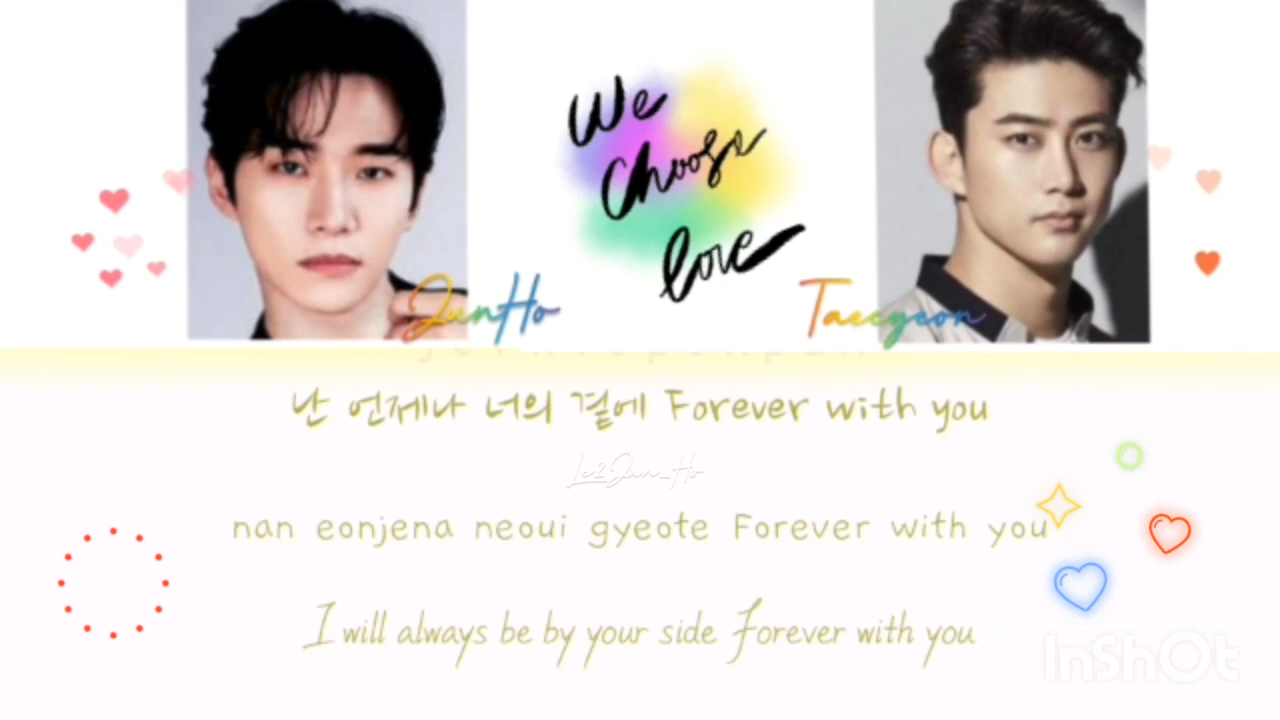 We
Choose
love
JunHo
Taecyeon
난 언제나 너의 곁에 Forever with you
Le2Jun_Ho
nan eonjena neoui gyeote Forever with you
I will always be by your side forever with you
InShOt